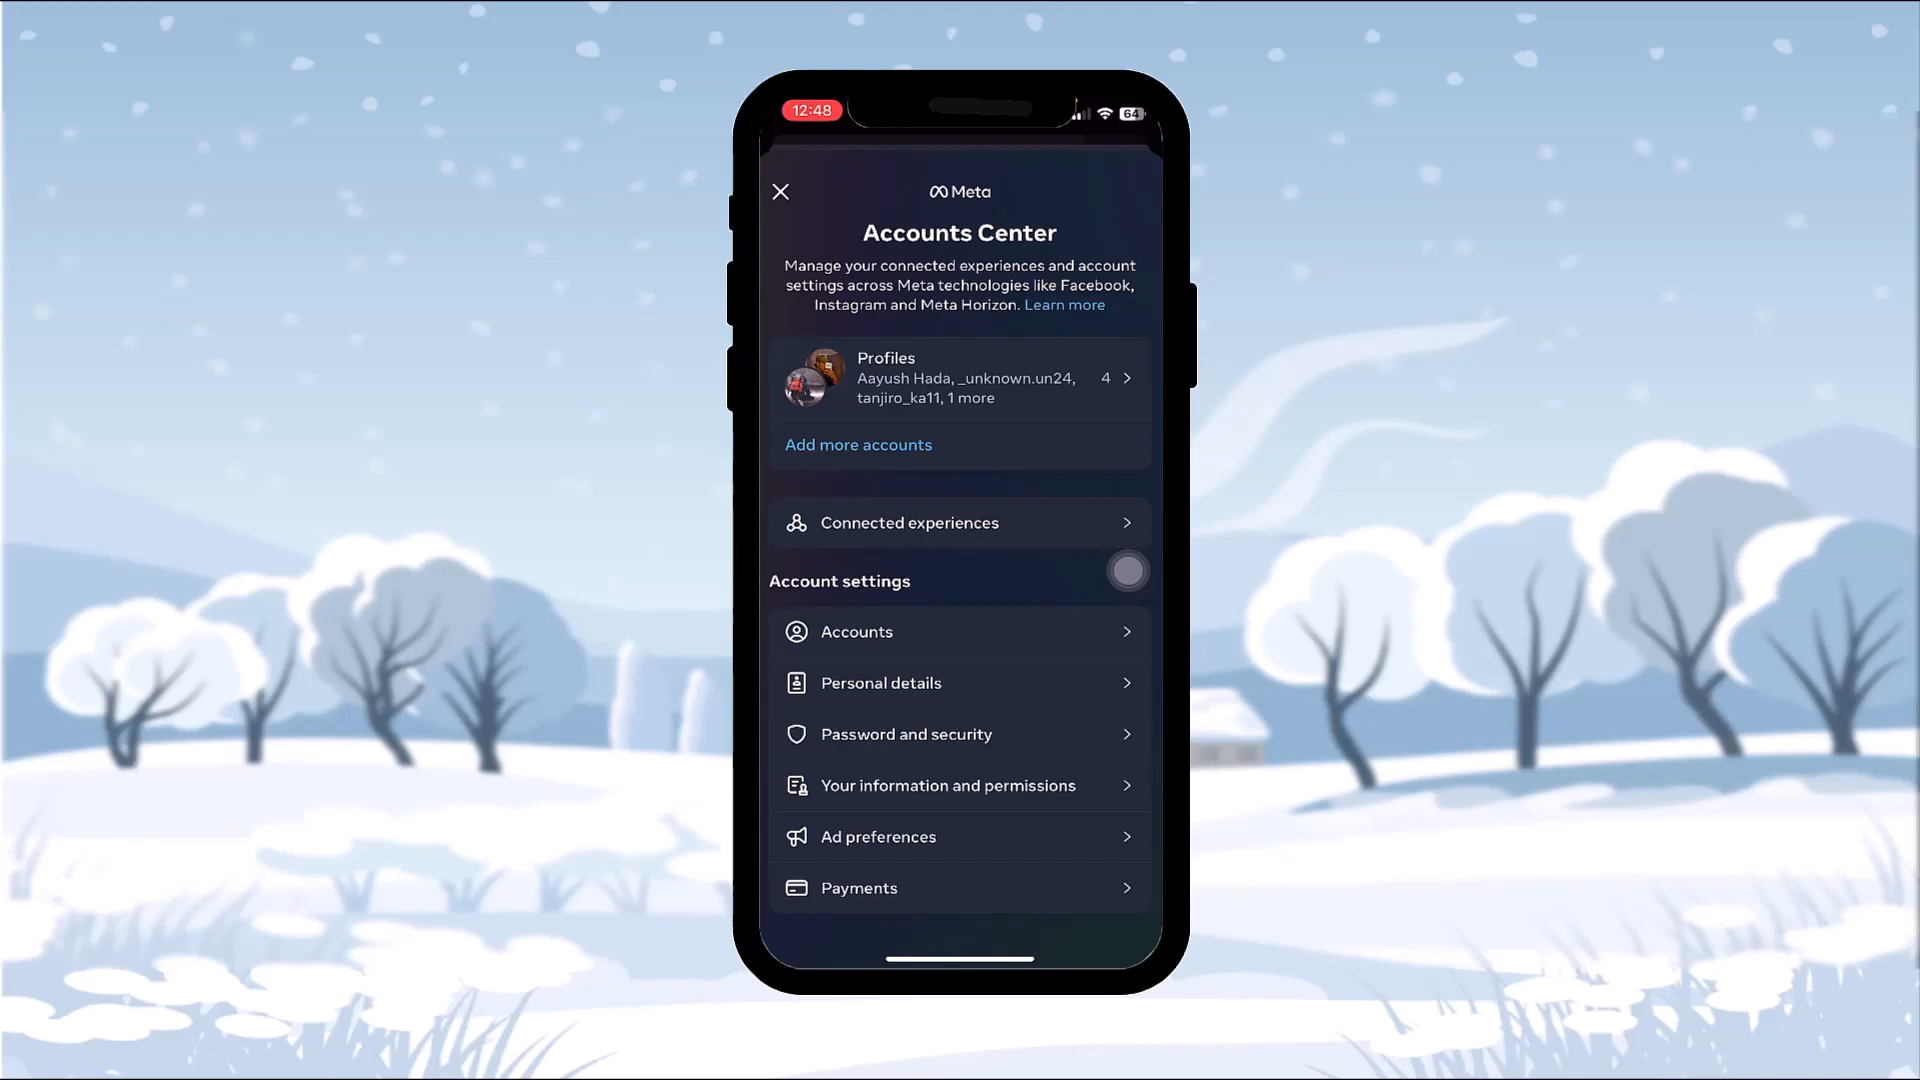 12:48
64
Meta
Accounts Center
Manage your connected experiences and account
settings across Meta technologies like Facebook,
Instagram and Meta Horizon. Learn more
Profiles
Aayush Hada, _unknown.un24,
tanjiro_ka11, 1 more
4
Add more accounts
Connected experiences
Account settings
Accounts
Personal details
Password and security
Your information and permissions
Ad preferences
Payments